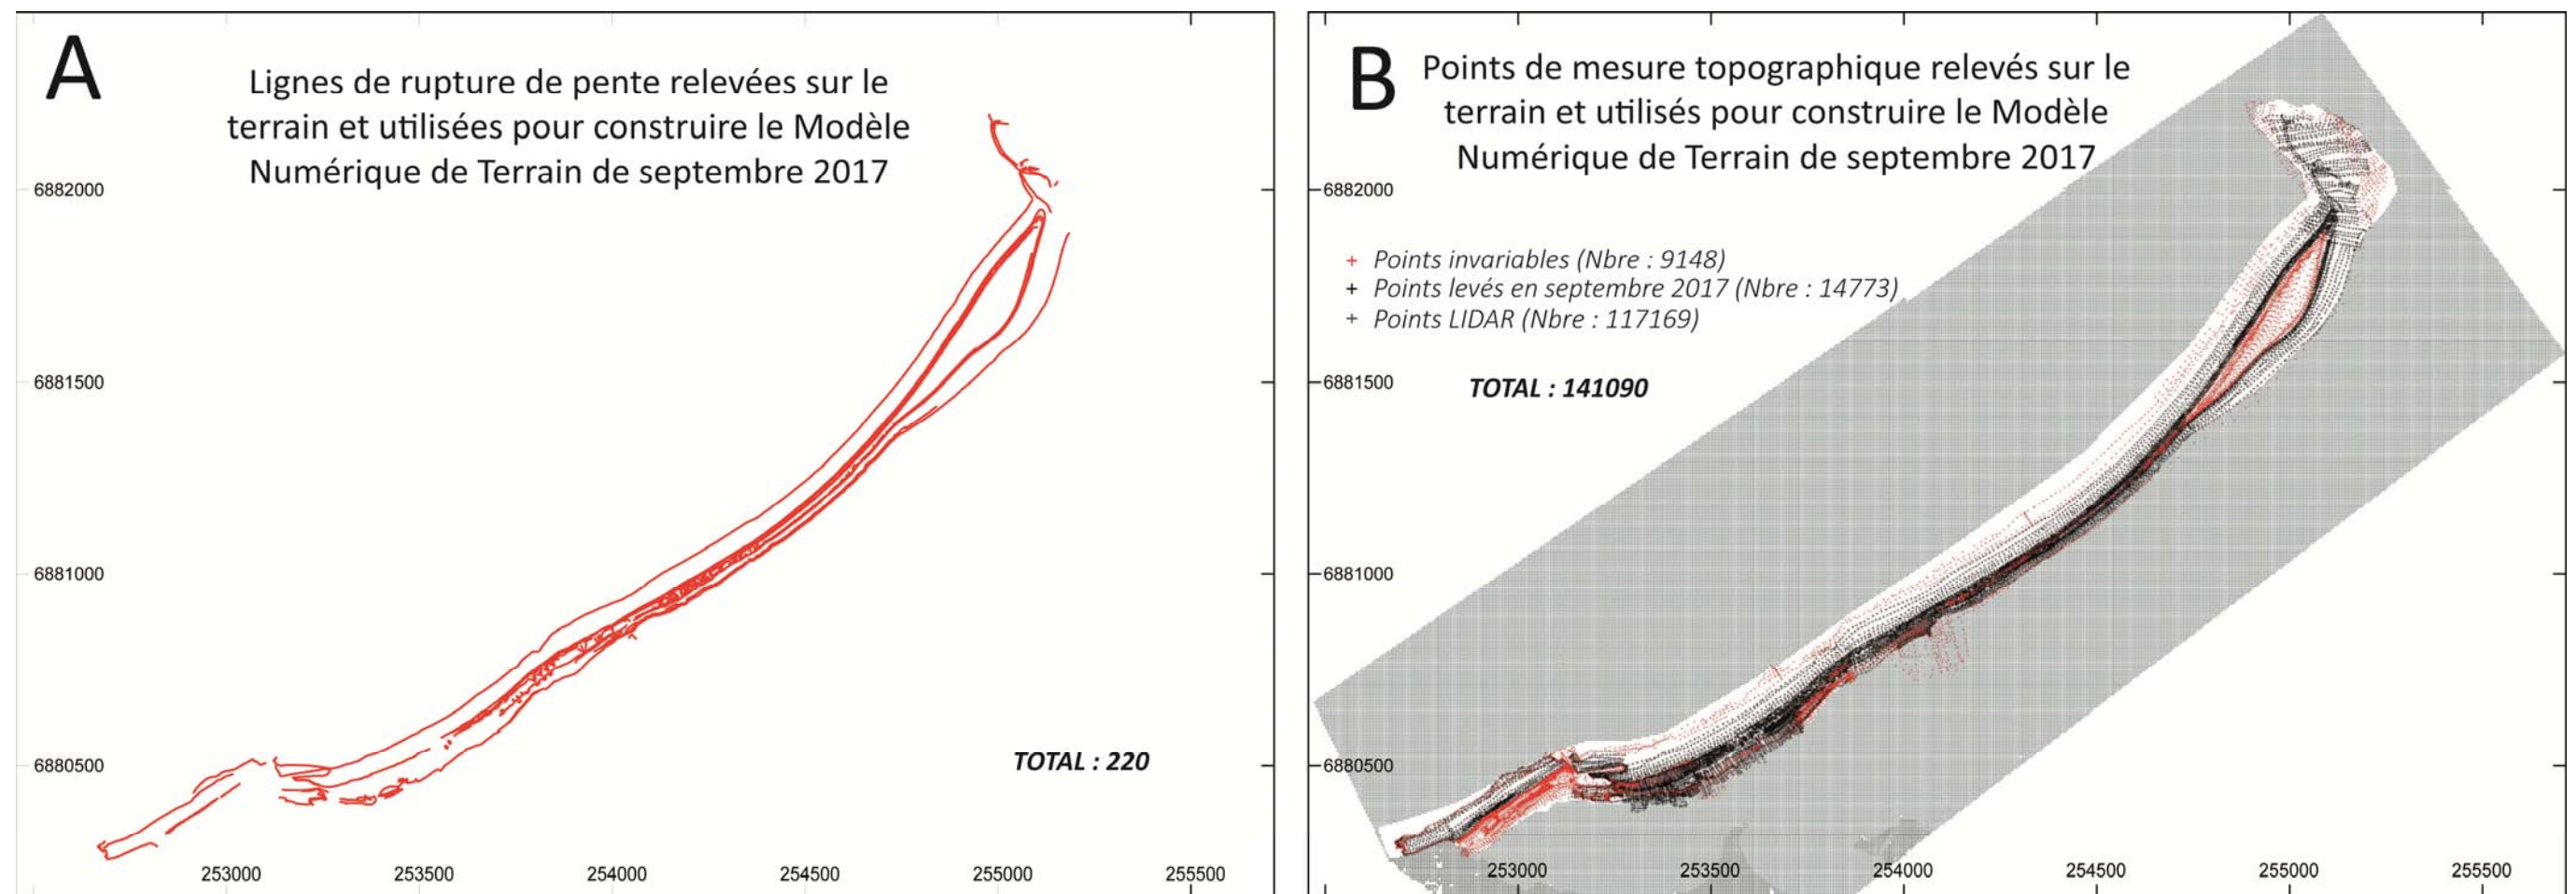 A
Lignes de rupture de pente relevées sur le
terrain et utilisées pour construire le Modèle
Numérique de Terrain de septembre 2017
6882000
6881500
6881000
6880500
TOTAL : 220
253000 253500 254000 254500 255000 255500
B
Points de mesure topographique relevés sur le
terrain et utilisés pour construire le Modèle
Numérique de Terrain de septembre 2017
6882000
+ Points invariables (Nbre : 9148)
+ Points levés en septembre 2017 (Nbre : 14773)
+ Points LIDAR (Nbre : 117169)
6881500
TOTAL : 141090
6881000
6880500
253000 253500 254000 254500 255000 255500